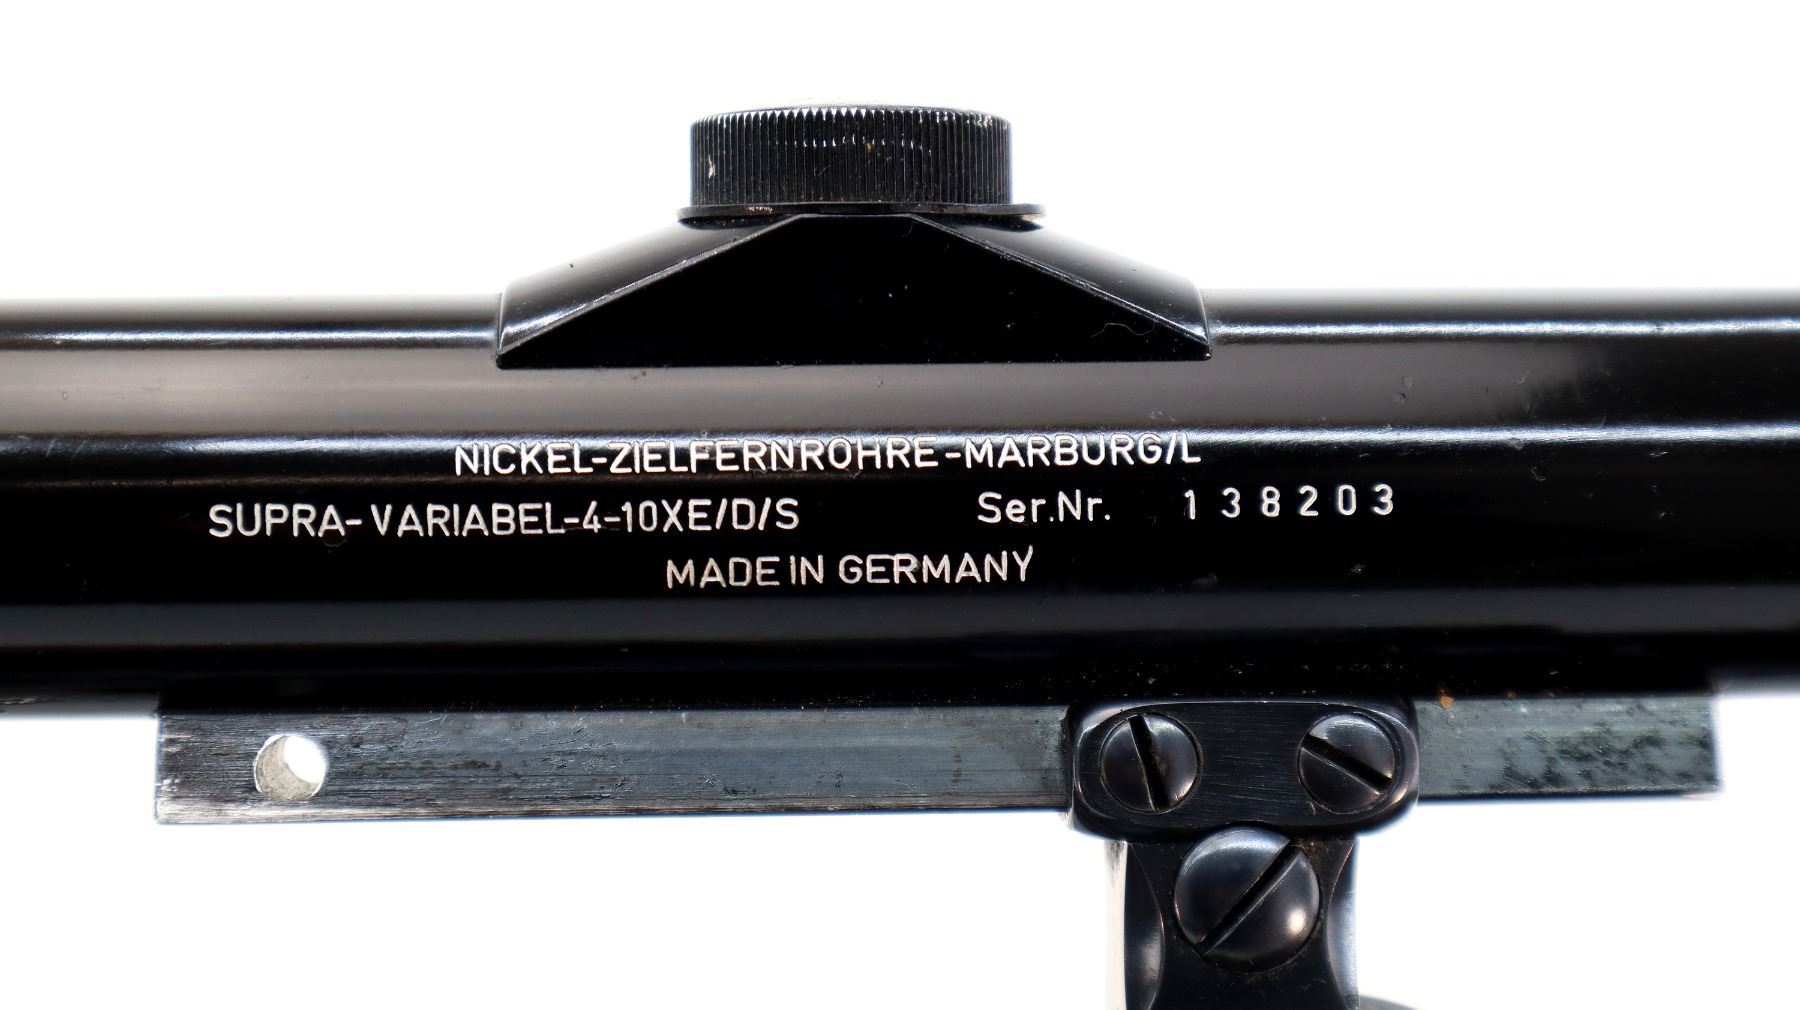 NICKEL-ZIELFERNROHRE-MARBURG/L
SUPRA-VARIABEL-4-10XE/D/S Ser.Nr. 138203
MADE IN GERMANY